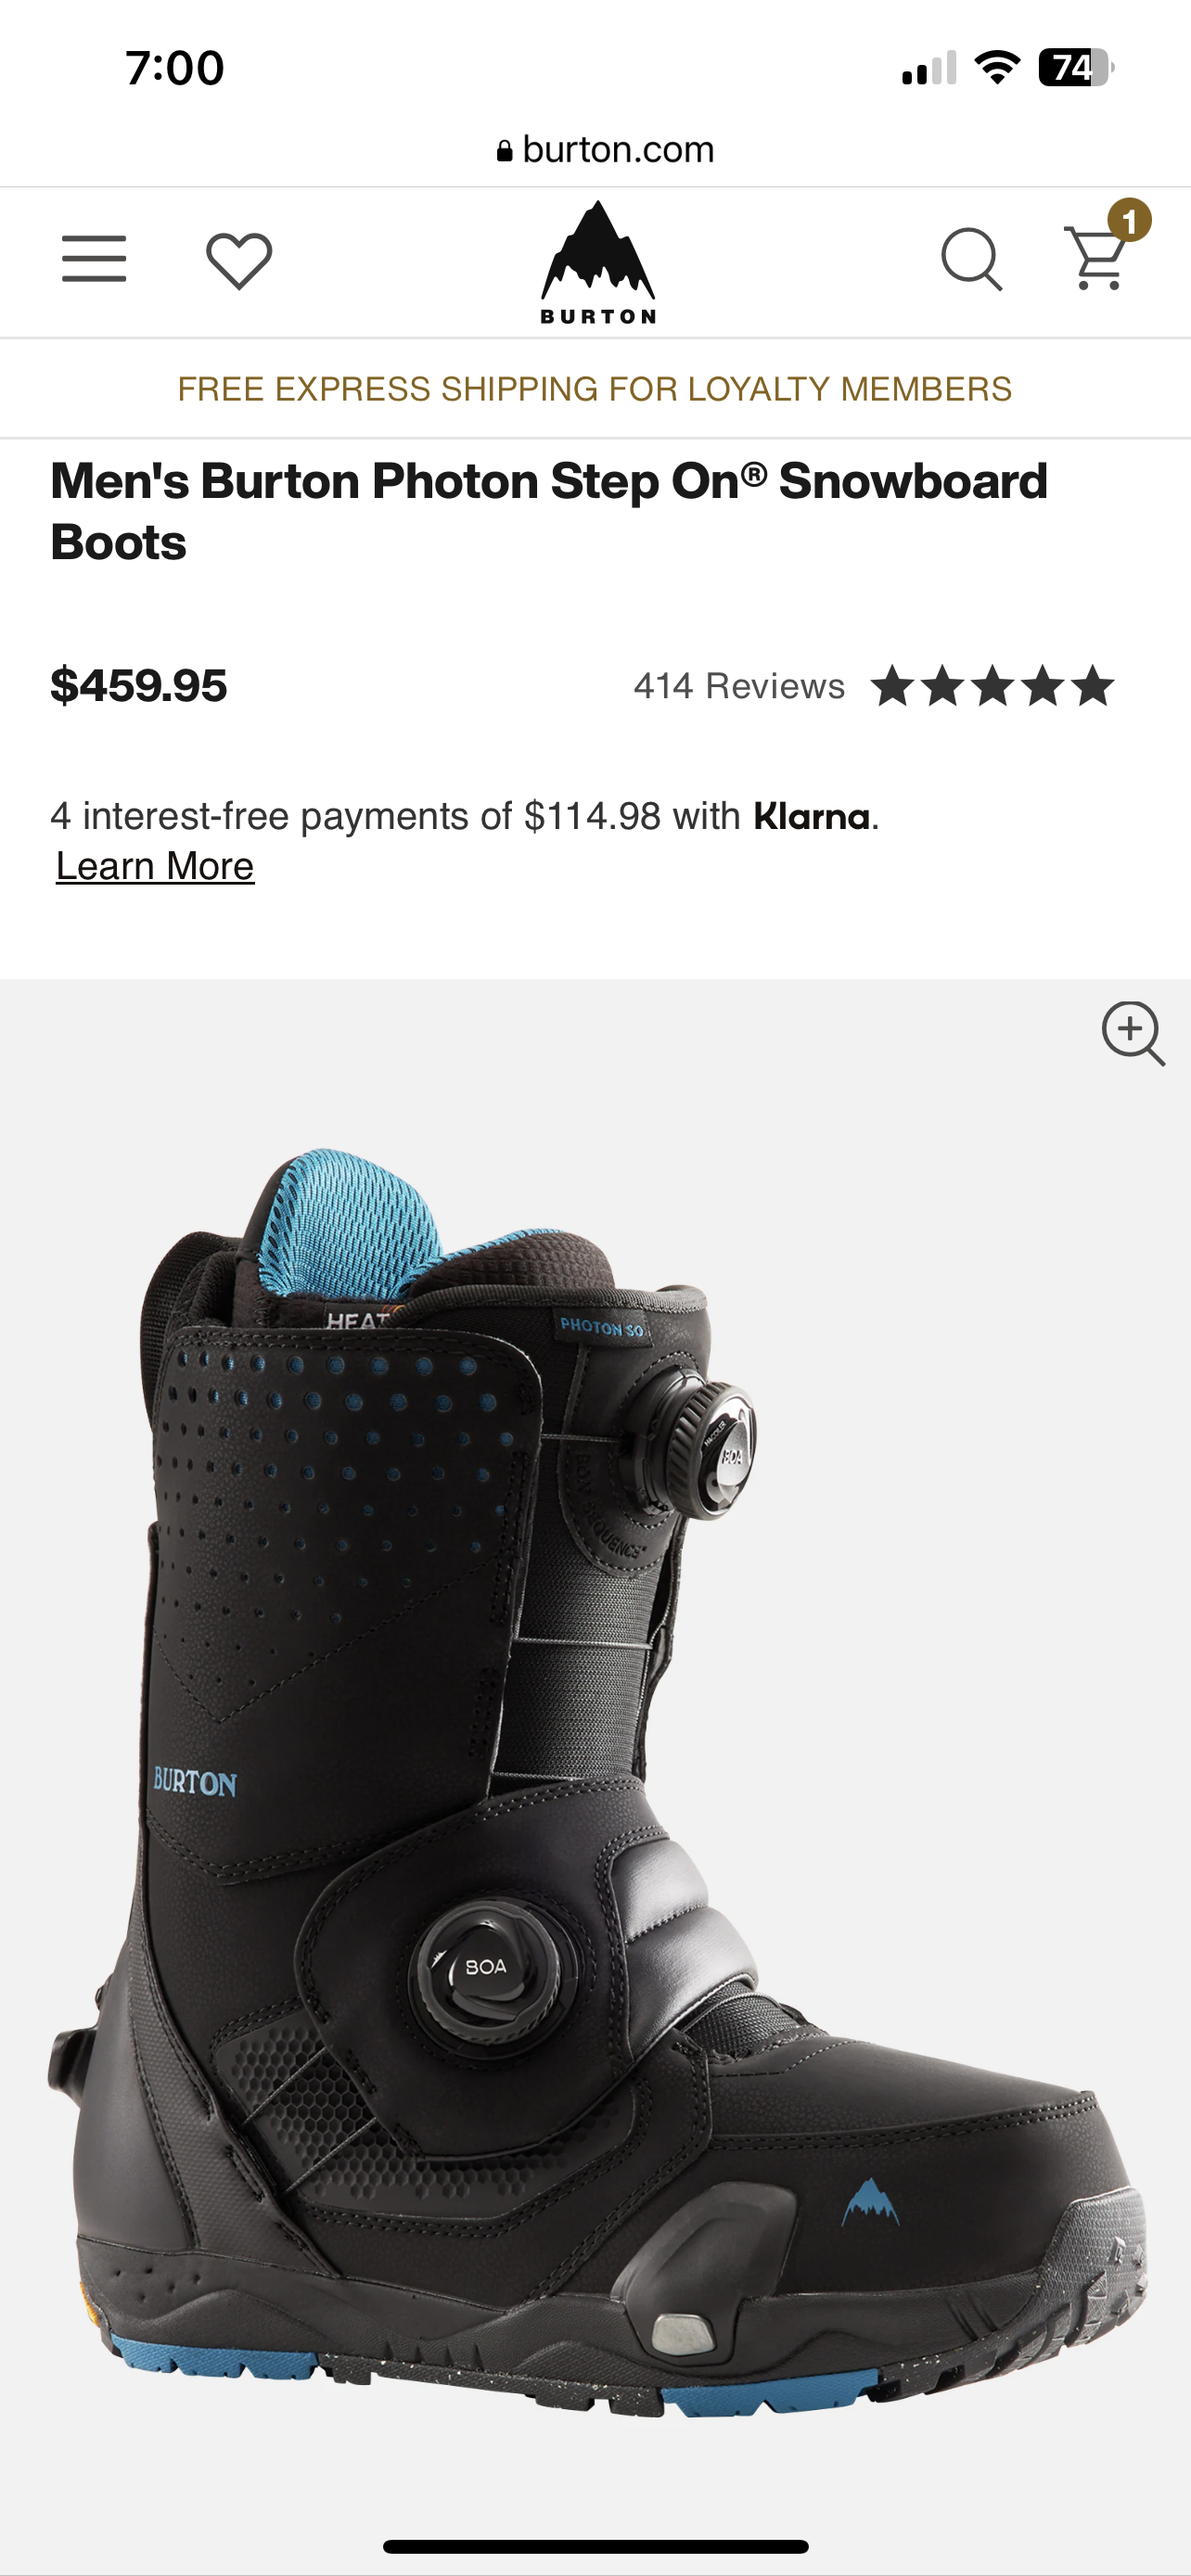 7:00
74
burton.com
1
BURTON
FREE EXPRESS SHIPPING FOR LOYALTY MEMBERS
Men's Burton Photon Step On® Snowboard
Boots
$459.95
414 Reviews
4 interest-free payments of $114.98 with Klarna.
Learn More
HEAT
PHOTON SO
BOA
BURTON
BOA